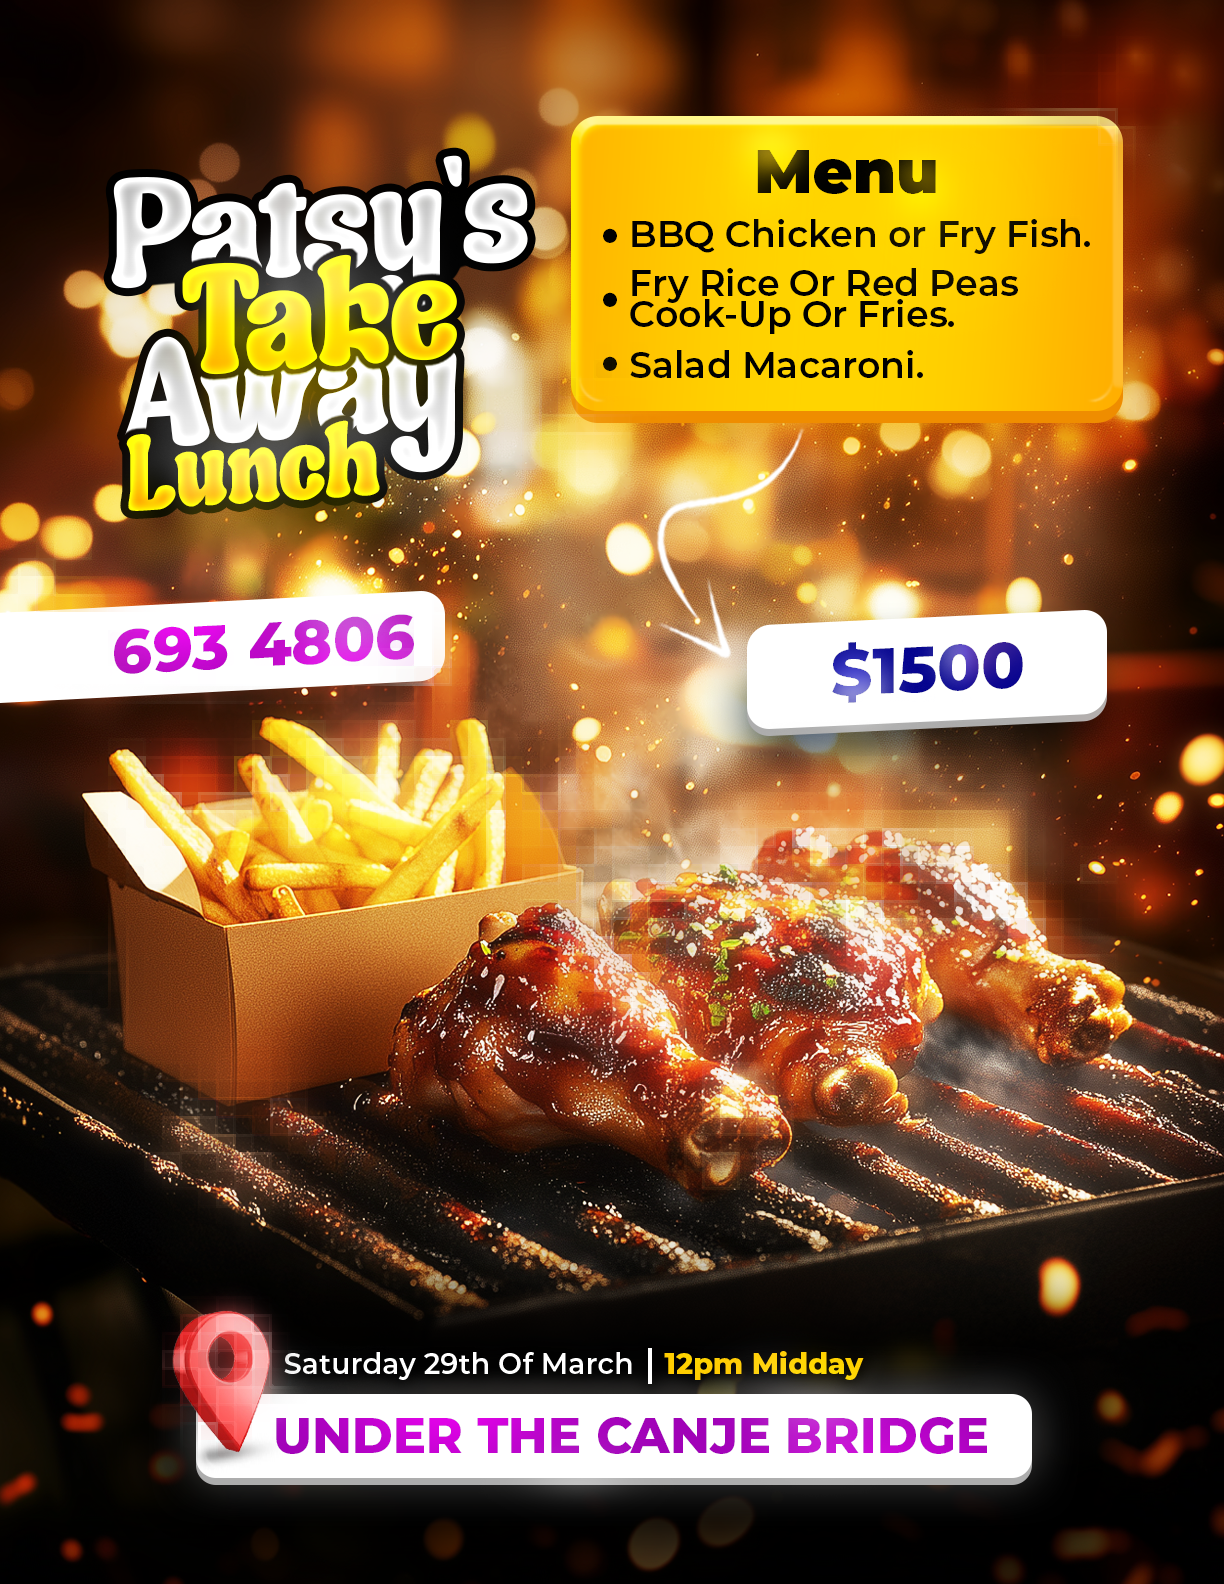 Patsy's
Take
Away
Lunch
Menu
• BBQ Chicken or Fry Fish.
• Fry Rice Or Red Peas
Cook-Up Or Fries.
• Salad Macaroni.
693 4806
$1500
Saturday 29th Of March | 12pm Midday
UNDER THE CANJE BRIDGE